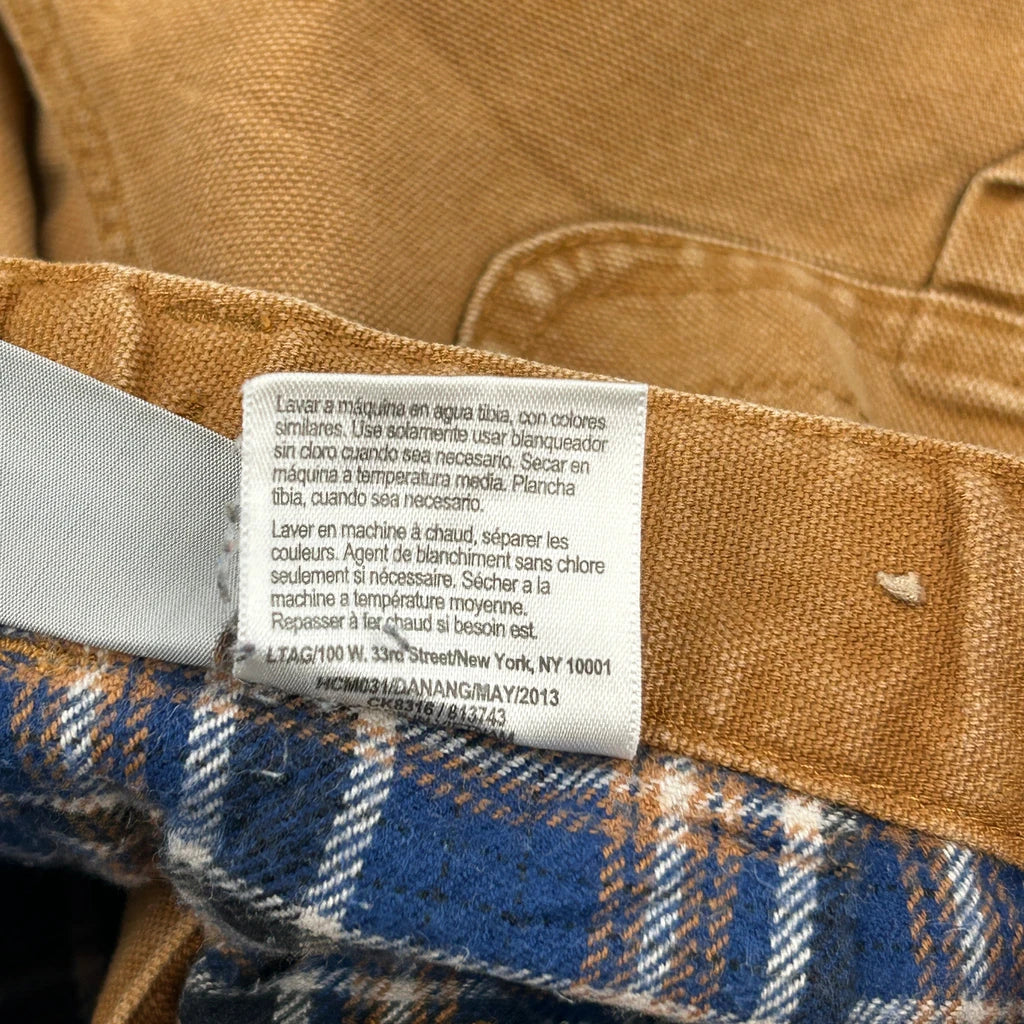 Lavar a máquina en agua tibia, con colores
similares. Use solamente usar blanqueador
sin cloro cuando sea necesario. Secar en
máquina a temperatura media. Plancha
tibia, cuando sea necesario.
Laver en machine à chaud, séparer les
couleurs. Agent de blanchiment sans chlore
seulement si nécessaire. Sécher a la
machine a température moyenne.
Repasser à fer chaud si besoin est.
LTAG/100 W. 33rd Street/New York, NY 10001
HCM031/DANANG/MAY/2013
CK8316 / 813743